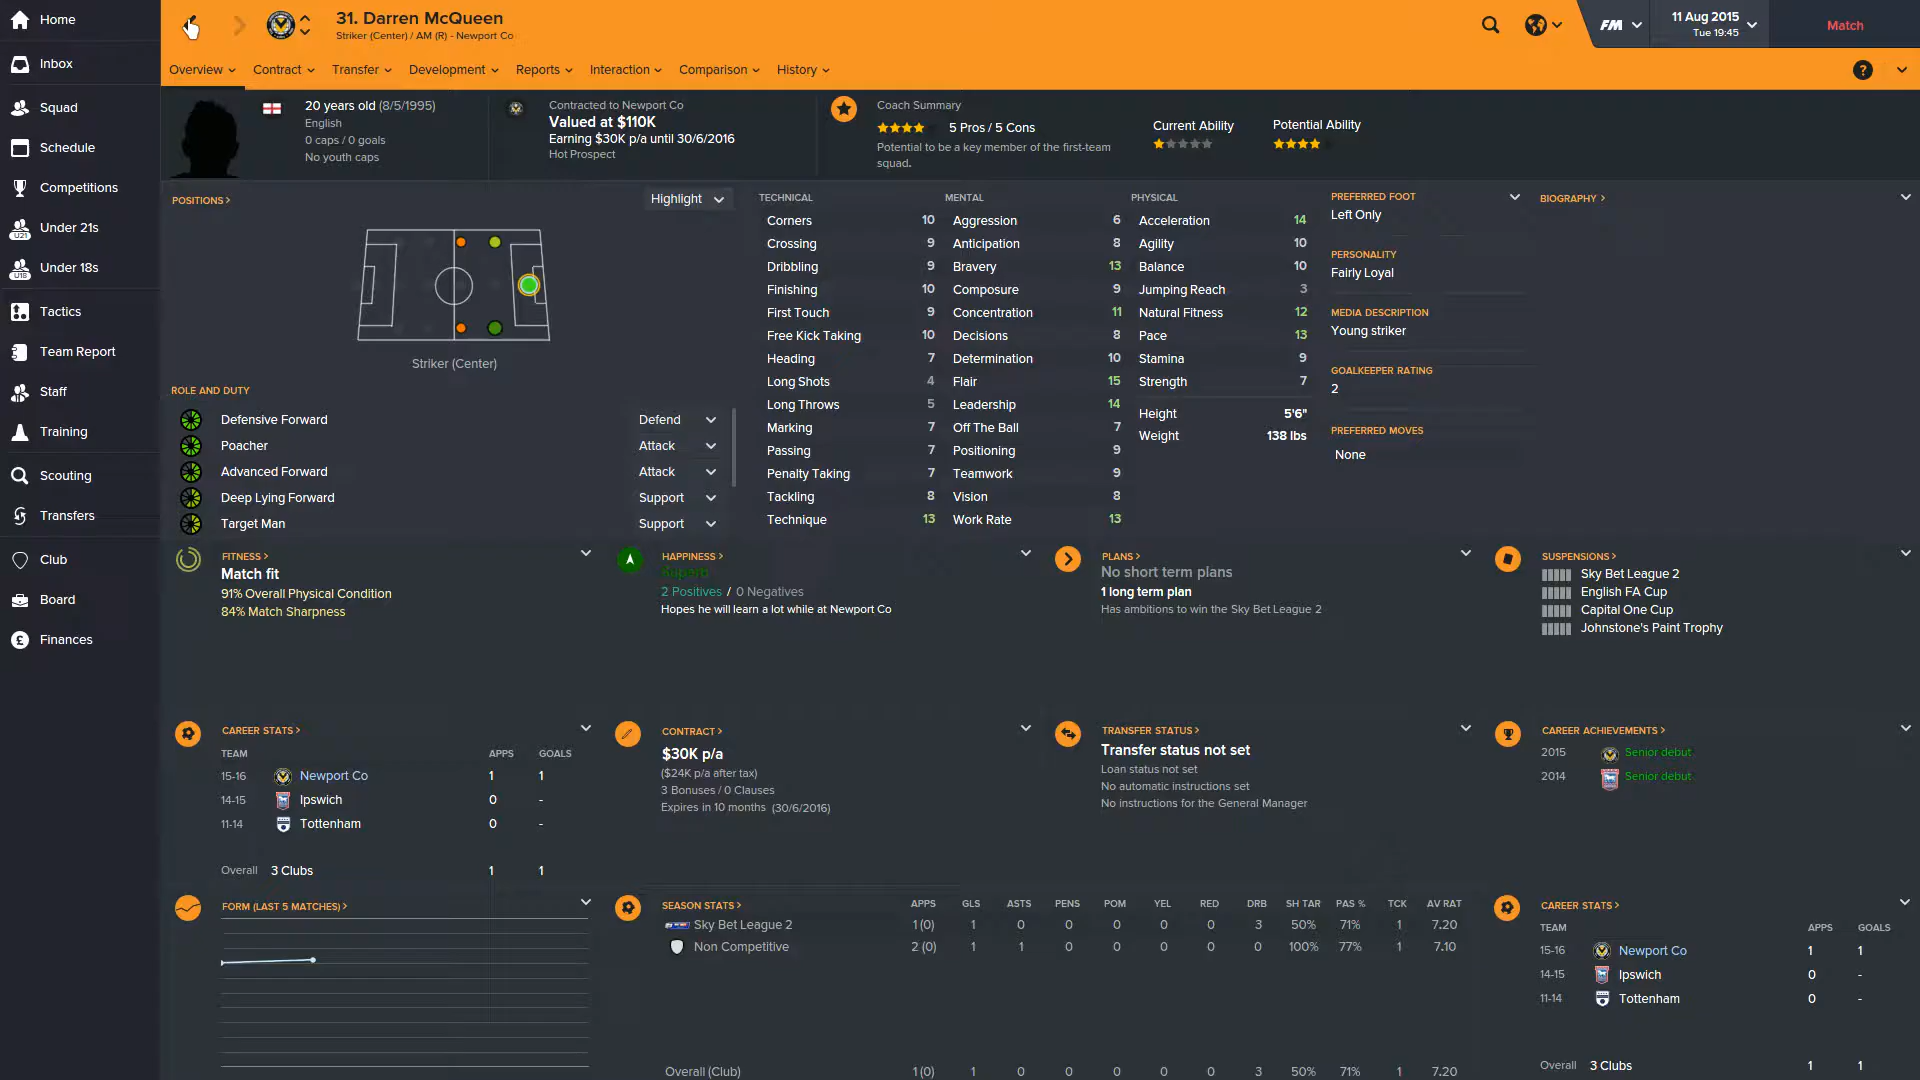 Home
Inbox
Squad
Schedule
Competitions
Under 21s
U21
Under 18s
U18
Tactics
Team Report
Staff
Training
Scouting
Transfers
Club
Board
Finances
31. Darren McQueen
Striker (Center) / AM (R) - Newport Co
FM
11 Aug 2015
Tue 19:45
Match
Overview Contract Transfer Development Reports Interaction Comparison History
?
20 years old (8/5/1995)
English
0 caps / 0 goals
No youth caps
Contracted to Newport Co
Valued at $110K
Earning $30K p/a until 30/6/2016
Hot Prospect
Coach Summary
5 Pros / 5 Cons
Potential to be a key member of the first-team
squad.
Current Ability
Potential Ability
POSITIONS >
Highlight
Striker (Center)
ROLE AND DUTY
Defensive Forward Defend
Poacher Attack
Advanced Forward Attack
Deep Lying Forward Support
Target Man Support
TECHNICAL
Corners 10
Crossing 9
Dribbling 9
Finishing 10
First Touch 9
Free Kick Taking 10
Heading 7
Long Shots 4
Long Throws 5
Marking 7
Passing 7
Penalty Taking 7
Tackling 8
Technique 13
MENTAL
Aggression 6
Anticipation 8
Bravery 13
Composure 9
Concentration 11
Decisions 8
Determination 10
Flair 15
Leadership 14
Off The Ball 7
Positioning 9
Teamwork 9
Vision 8
Work Rate 13
PHYSICAL
Acceleration 14
Agility 10
Balance 10
Jumping Reach 3
Natural Fitness 12
Pace 13
Stamina 9
Strength 7
Height 5'6"
Weight 138 lbs
PREFERRED FOOT
Left Only
PERSONALITY
Fairly Loyal
MEDIA DESCRIPTION
Young striker
GOALKEEPER RATING
2
PREFERRED MOVES
None
BIOGRAPHY >
FITNESS >
Match fit
91% Overall Physical Condition
84% Match Sharpness
HAPPINESS >
Superb
2 Positives / 0 Negatives
Hopes he will learn a lot while at Newport Co
PLANS >
No short term plans
1 long term plan
Has ambitions to win the Sky Bet League 2
SUSPENSIONS >
Sky Bet League 2
English FA Cup
Capital One Cup
Johnstone's Paint Trophy
CAREER STATS >
TEAM APPS GOALS
15-16 Newport Co 1 1
14-15 Ipswich 0 -
11-14 Tottenham 0 -
Overall 3 Clubs 1 1
CONTRACT >
$30K p/a
($24K p/a after tax)
3 Bonuses / 0 Clauses
Expires in 10 months (30/6/2016)
TRANSFER STATUS >
Transfer status not set
Loan status not set
No automatic instructions set
No instructions for the General Manager
CAREER ACHIEVEMENTS >
2015 Senior debut
2014 Senior debut
FORM (LAST 5 MATCHES) >
SEASON STATS > APPS GLS ASTS PENS POM YEL RED DRB SH TAR PAS % TCK AV RAT
Sky Bet League 2 1 (0) 1 0 0 0 0 0 3 50% 71% 1 7.20
Non Competitive 2 (0) 1 1 0 0 0 0 0 100% 77% 1 7.10
Overall (Club) 1 (0) 1 0 0 0 0 0 3 50% 71% 1 7.20
CAREER STATS >
TEAM APPS GOALS
15-16 Newport Co 1 1
14-15 Ipswich 0 -
11-14 Tottenham 0 -
Overall 3 Clubs 1 1